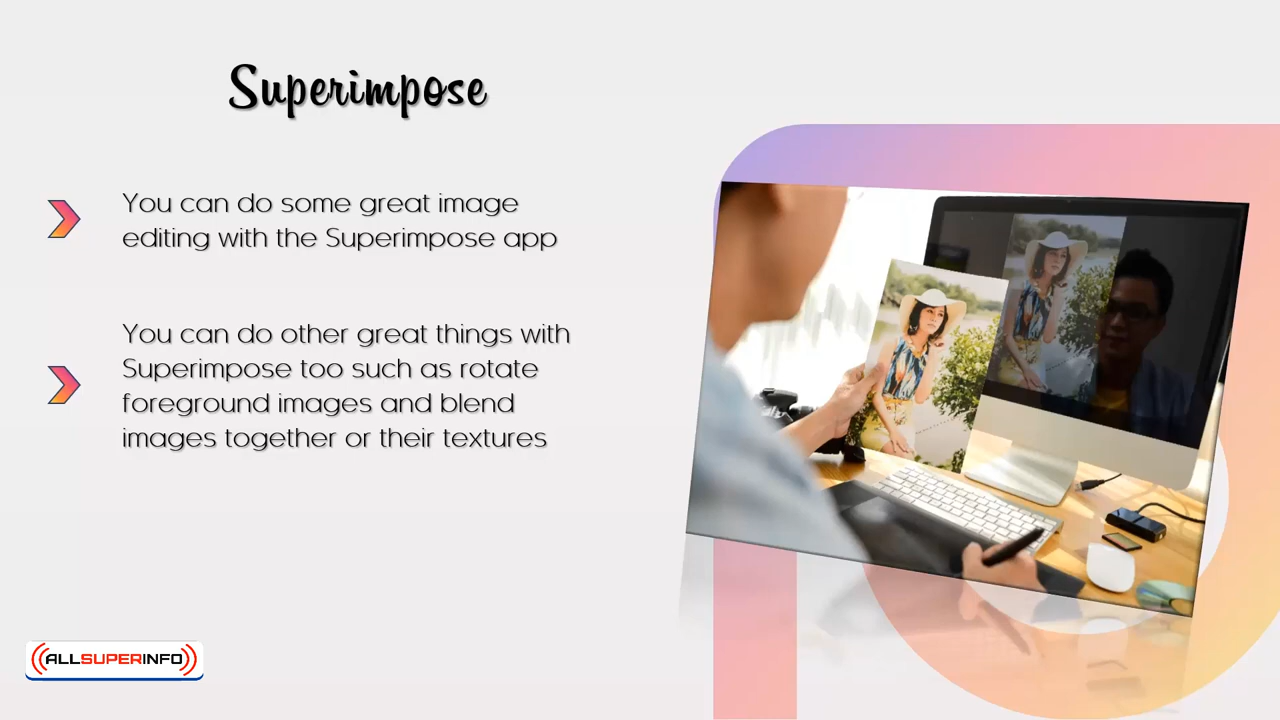 Superimpose
You can do some great image
editing with the Superimpose app
You can do other great things with
Superimpose too such as rotate
foreground images and blend
images together or their textures
ALLSUPERINFO